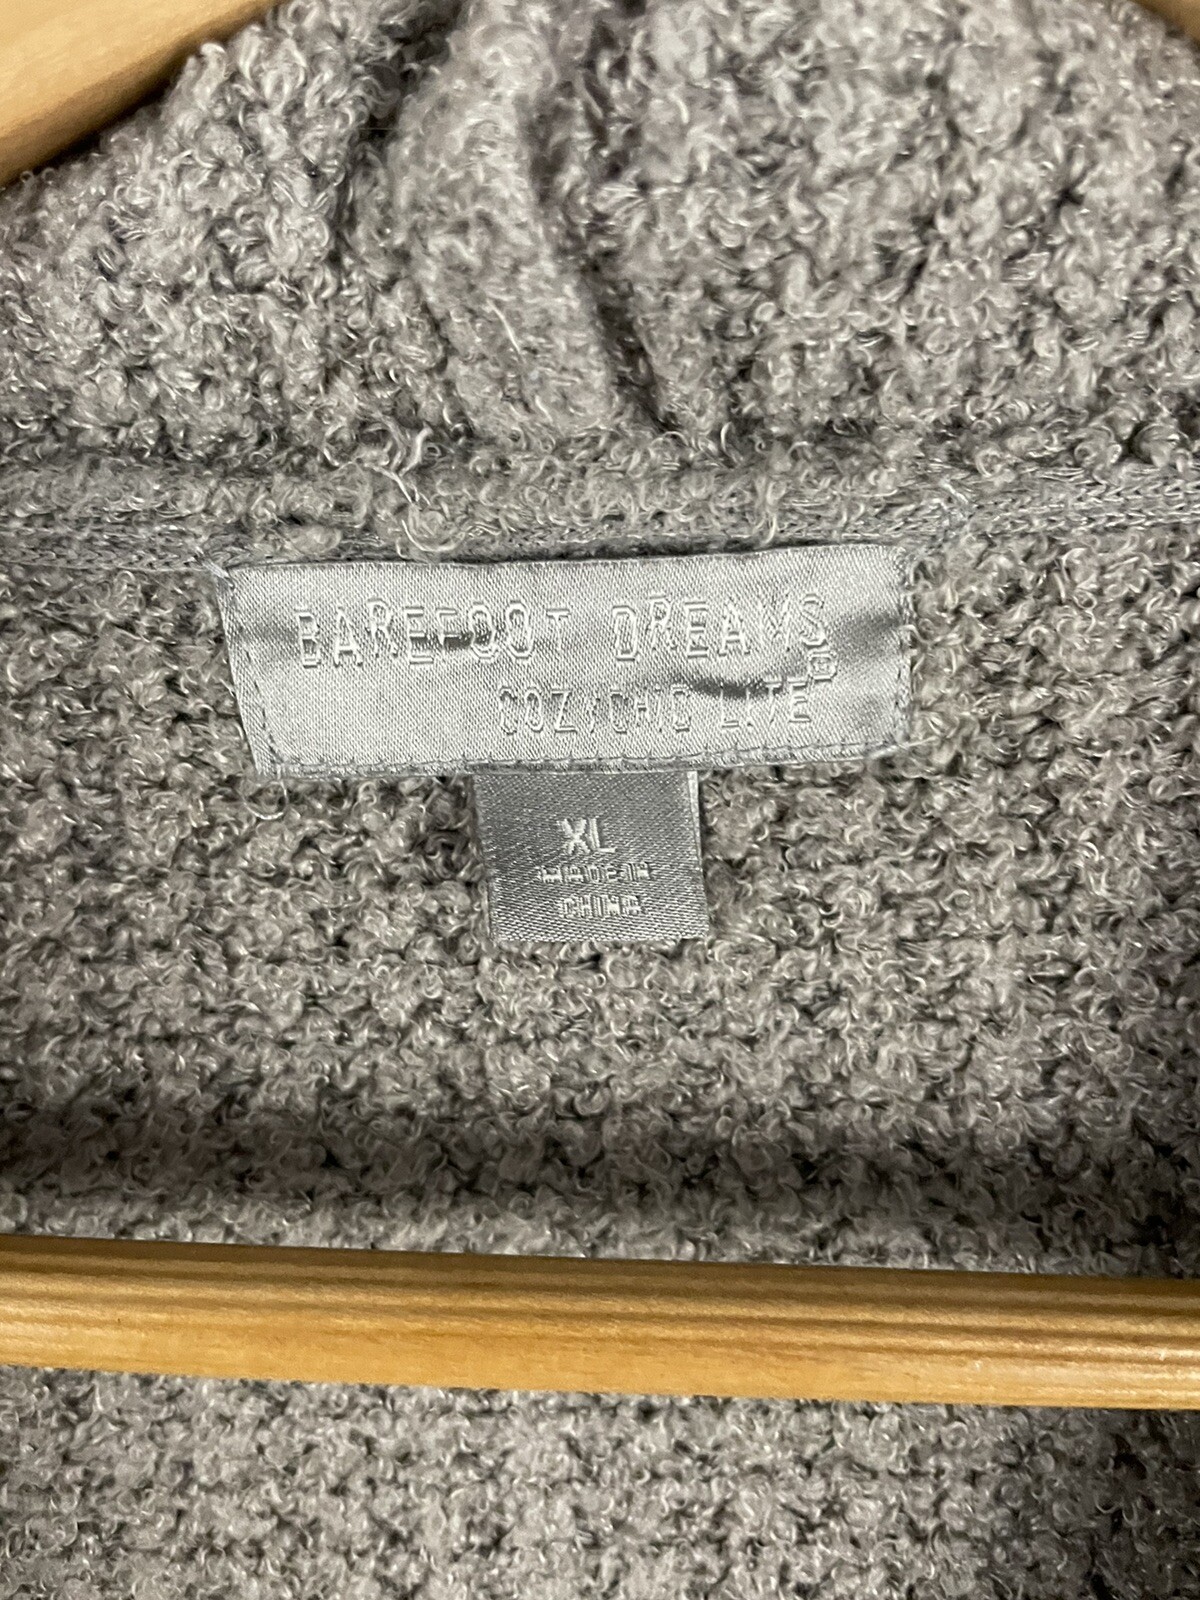 BAREFOOT DREAMS®
COZYCHIC LITE
XL
MADE IN
CHINA